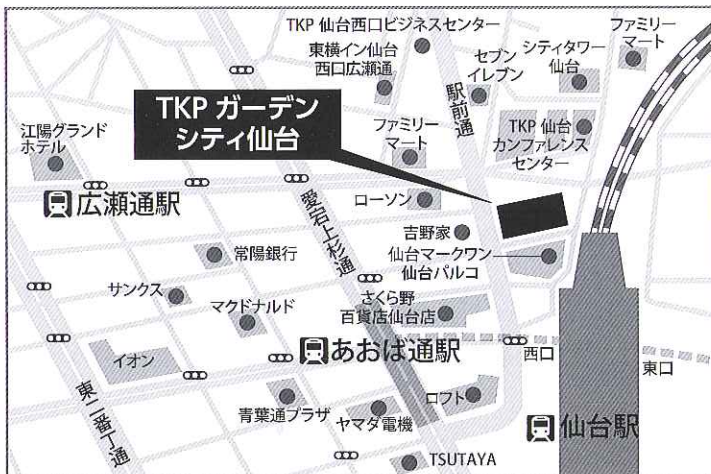 TKP 仙台西口ビジネスセンター
ファミリー
マート
東横イン仙台
西口広瀬通
セブン
イレブン
シティタワー
仙台
駅前通
TKP ガーデン
シティ仙台
江陽グランド
ホテル
ファミリー
マート
TKP 仙台
カンファレンス
センター
広瀬通駅
愛宕上杉通
ローソン
吉野家
常陽銀行
仙台マークワン
仙台パルコ
サンクス
マクドナルド
さくら野
百貨店仙台店
イオン
あおば通駅
西口
東口
東二番丁通
青葉通プラザ
ヤマダ電機
ロフト
仙台駅
TSUTAYA